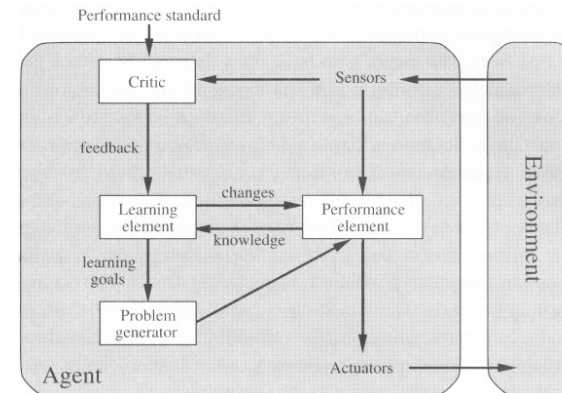 Performance standard
Critic
Sensors
feedback
changes
Learning
element
Performance
element
knowledge
learning
goals
Problem
generator
Agent
Actuators
Environment